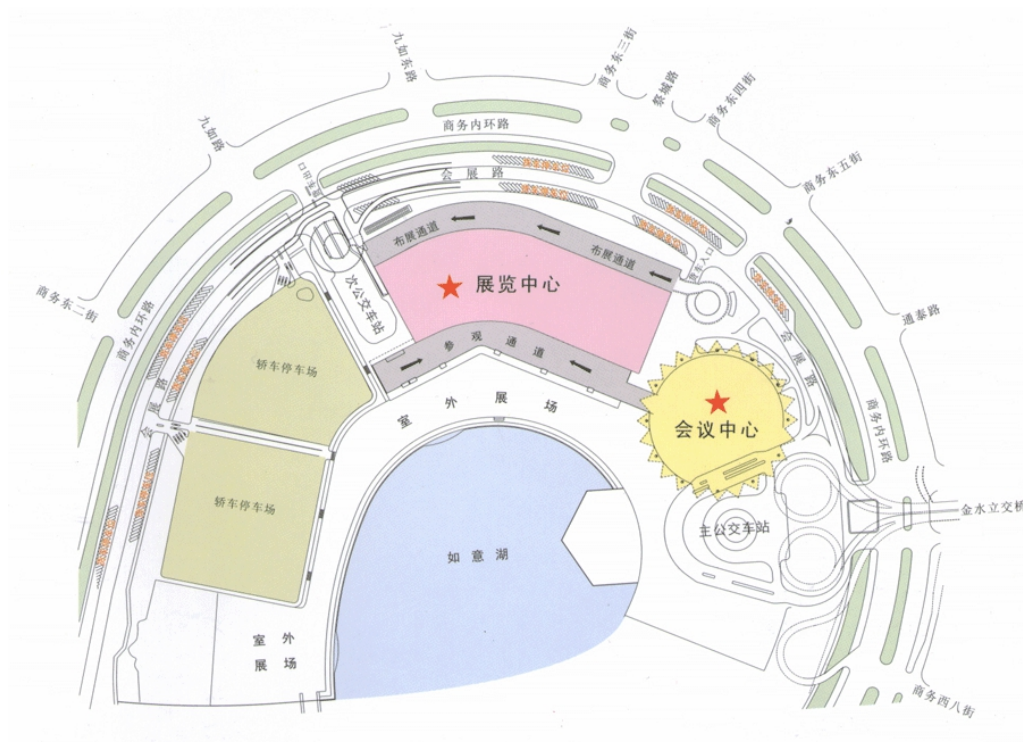 九如东路
商务东三街
祭城路
商务东四街
九如路
商务内环路
商务东五街
会展路
布展通道
布展通道
货车入口
展览中心
次公交车站
商务东二街
商务内环路
通泰路
参观通道
会展路
轿车停车场
室外展场
会议中心
会展路
商务内环路
轿车停车场
金水立交桥
主公交车站
如意湖
室外
展场
商务西八街